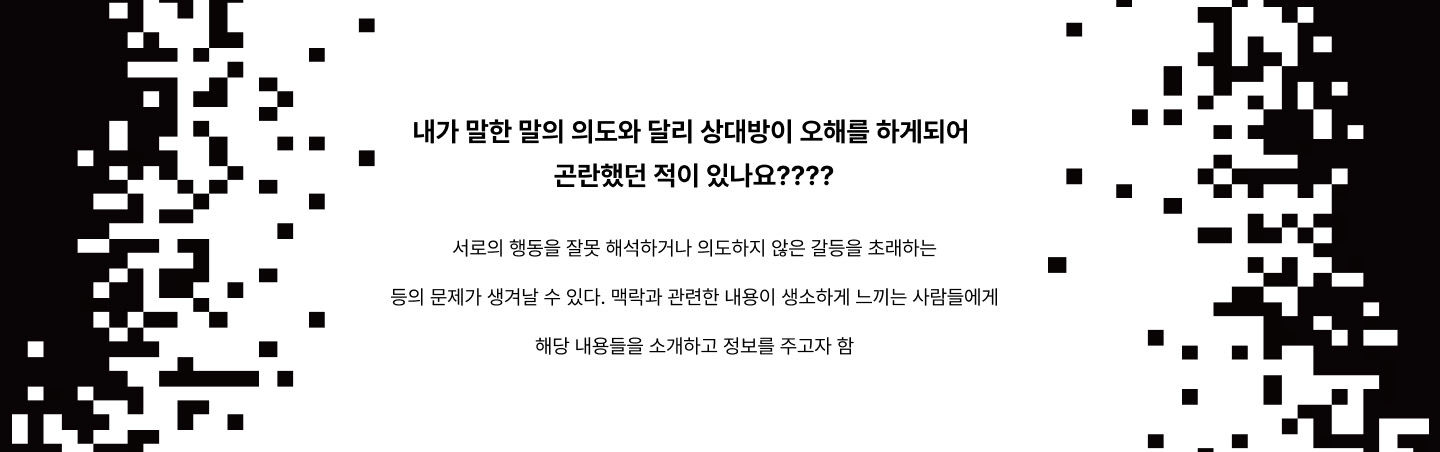 내가 말한 말의 의도와 달리 상대방이 오해를 하게되어
곤란했던 적이 있나요????
서로의 행동을 잘못 해석하거나 의도하지 않은 갈등을 초래하는
등의 문제가 생겨날 수 있다. 맥락과 관련한 내용이 생소하게 느끼는 사람들에게
해당 내용들을 소개하고 정보를 주고자 함